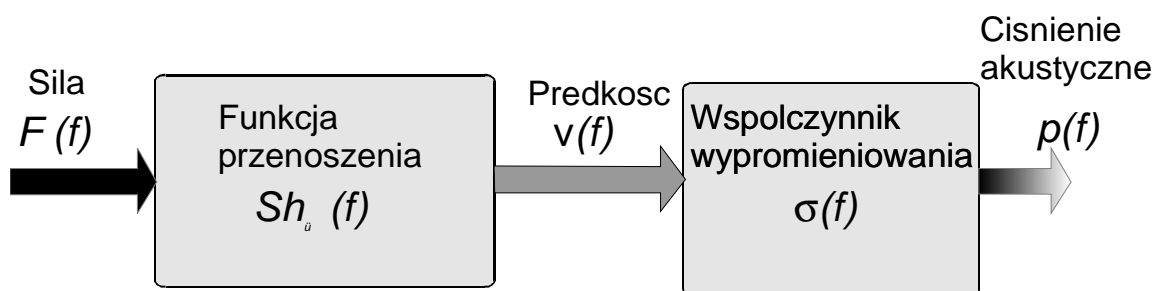 Sila
F (f)
Funkcja
przenoszenia
Sh ü (f)
Predkosc
v(f)
Wspolczynnik
wypromieniowania
σ(f)
Cisnienie
akustyczne
p(f)